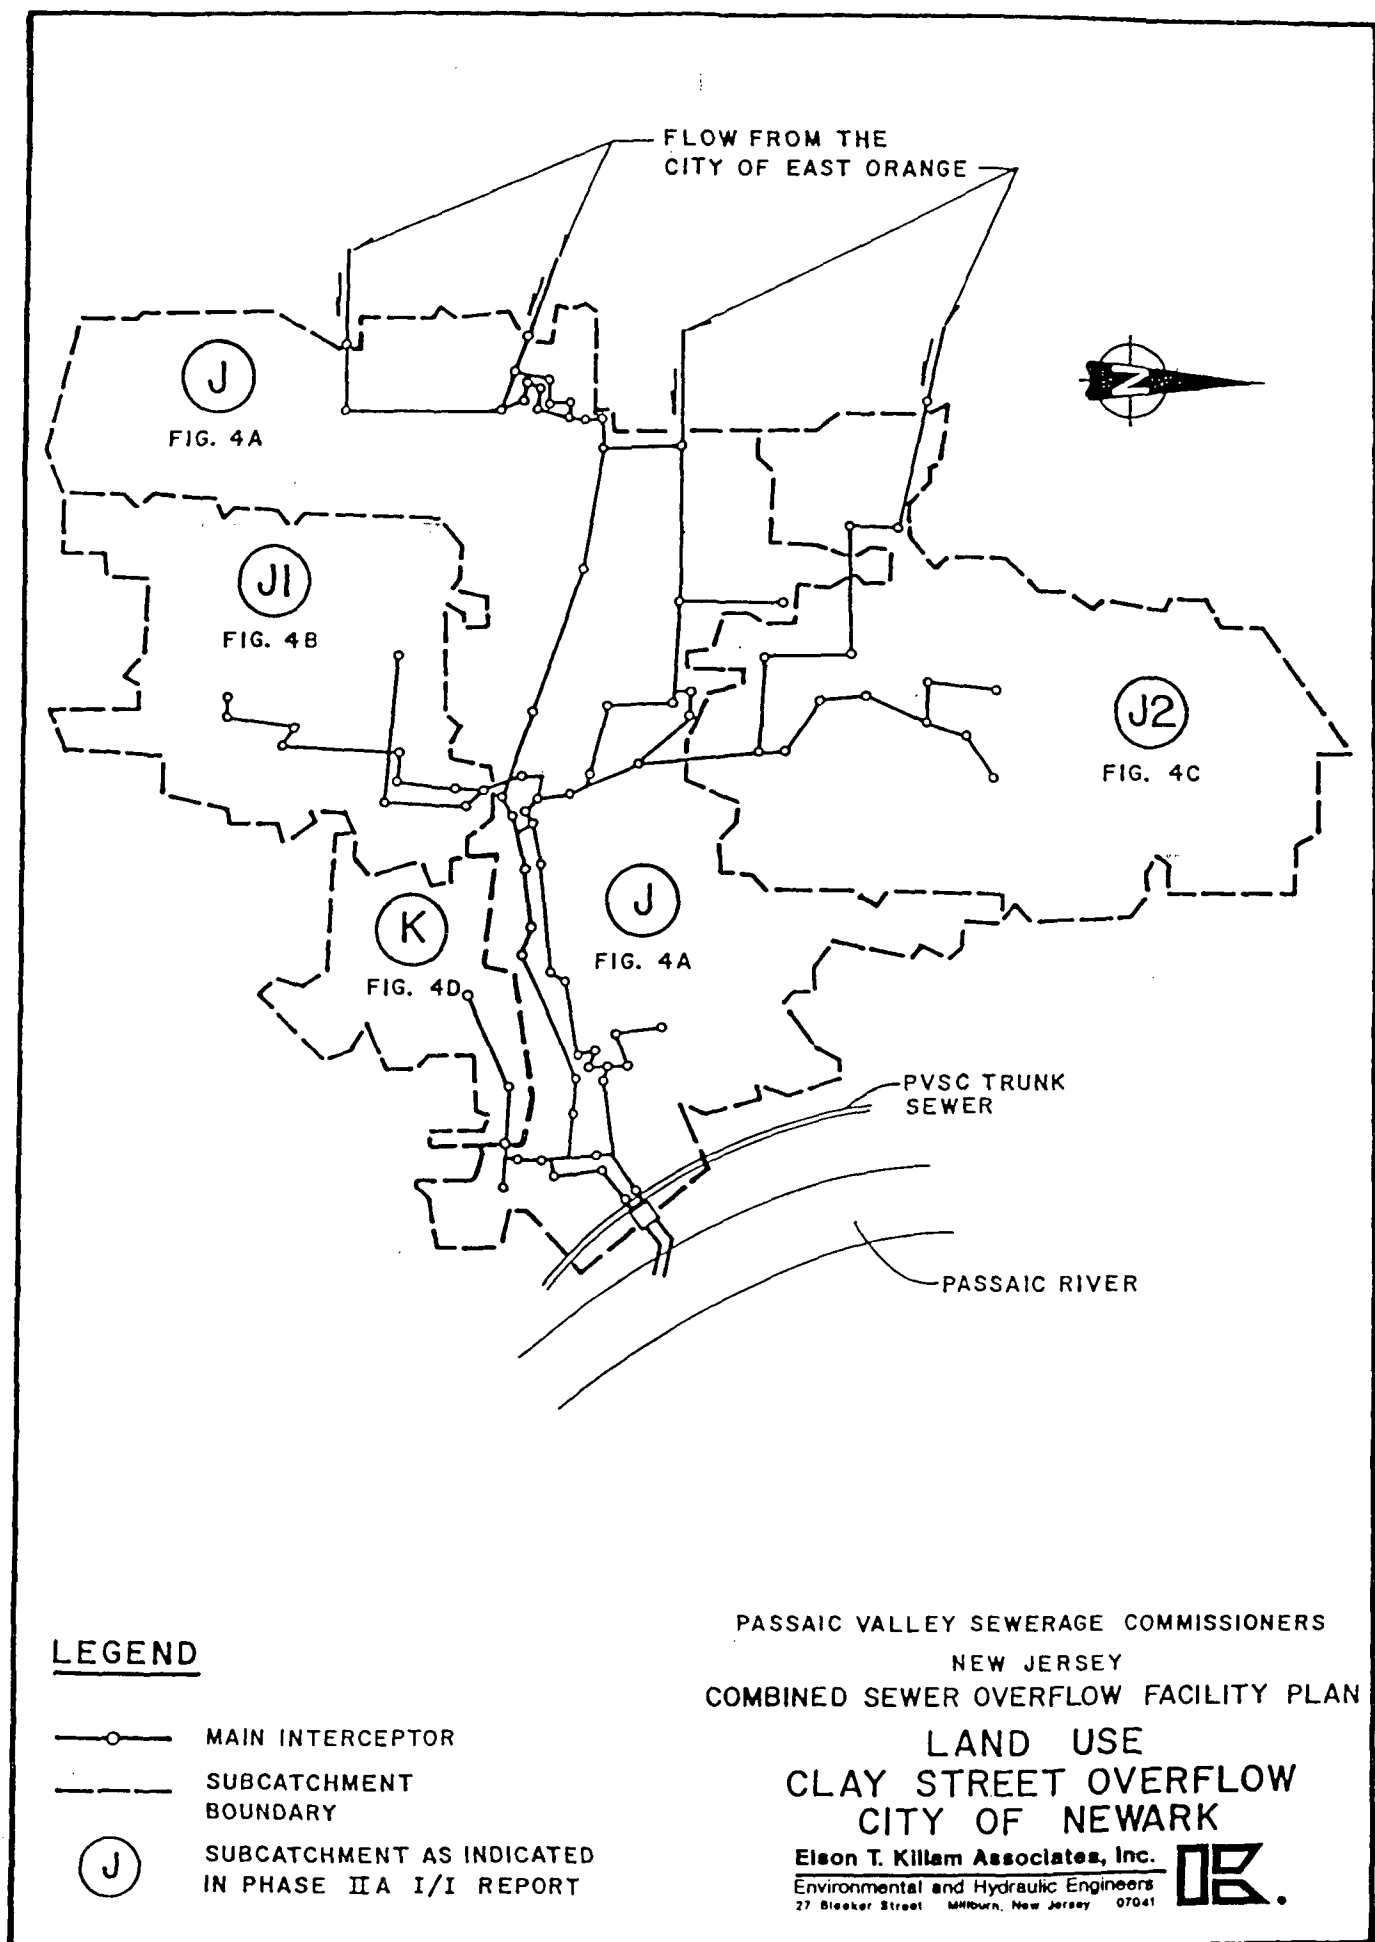 FLOW FROM THE
CITY OF EAST ORANGE
J
FIG. 4A
N
J1
FIG. 4B
J2
FIG. 4C
J
FIG. 4A
K
FIG. 4D
PVSC TRUNK
SEWER
PASSAIC RIVER
LEGEND
MAIN INTERCEPTOR
SUBCATCHMENT
BOUNDARY
J
SUBCATCHMENT AS INDICATED
IN PHASE II A I/I REPORT
PASSAIC VALLEY SEWERAGE COMMISSIONERS
NEW JERSEY
COMBINED SEWER OVERFLOW FACILITY PLAN
LAND USE
CLAY STREET OVERFLOW
CITY OF NEWARK
Elson T. Killam Associates, Inc.
Environmental and Hydraulic Engineers
27 Bleeker Street Millburn, New Jersey 07041